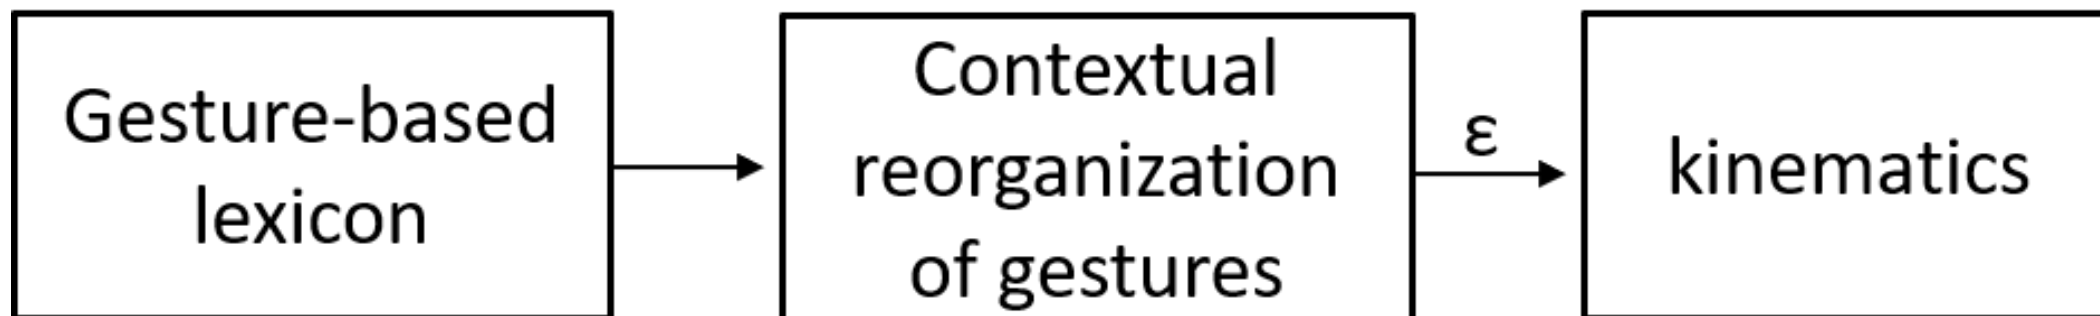 Gesture-based
lexicon
Contextual
reorganization
of gestures
ε
kinematics